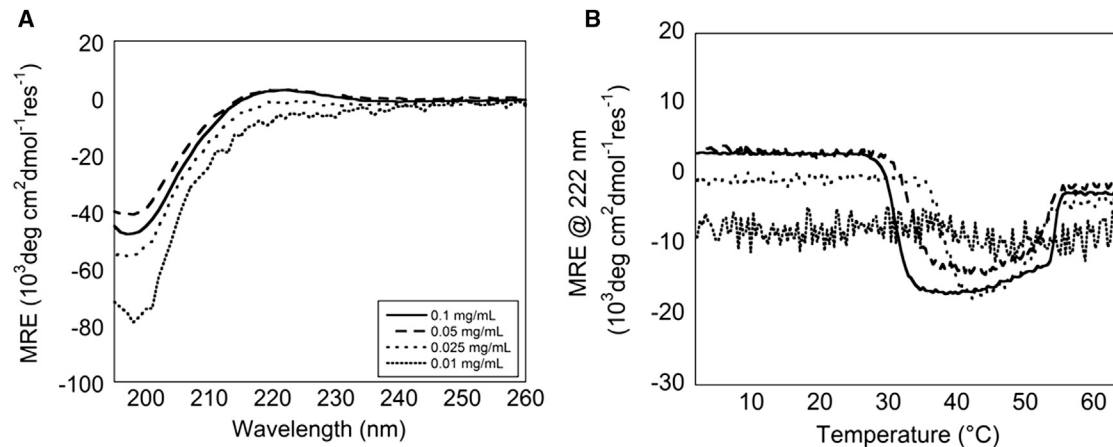 A
20
0
-20
-40
-60
-80
-100
MRE (10³deg cm²dmol⁻¹res⁻¹)
0.1 mg/mL
0.05 mg/mL
0.025 mg/mL
0.01 mg/mL
200 210 220 230 240 250 260
Wavelength (nm)
B
20
10
0
-10
-20
-30
MRE @ 222 nm
(10³deg cm²dmol⁻¹res⁻¹)
10 20 30 40 50 60
Temperature (°C)